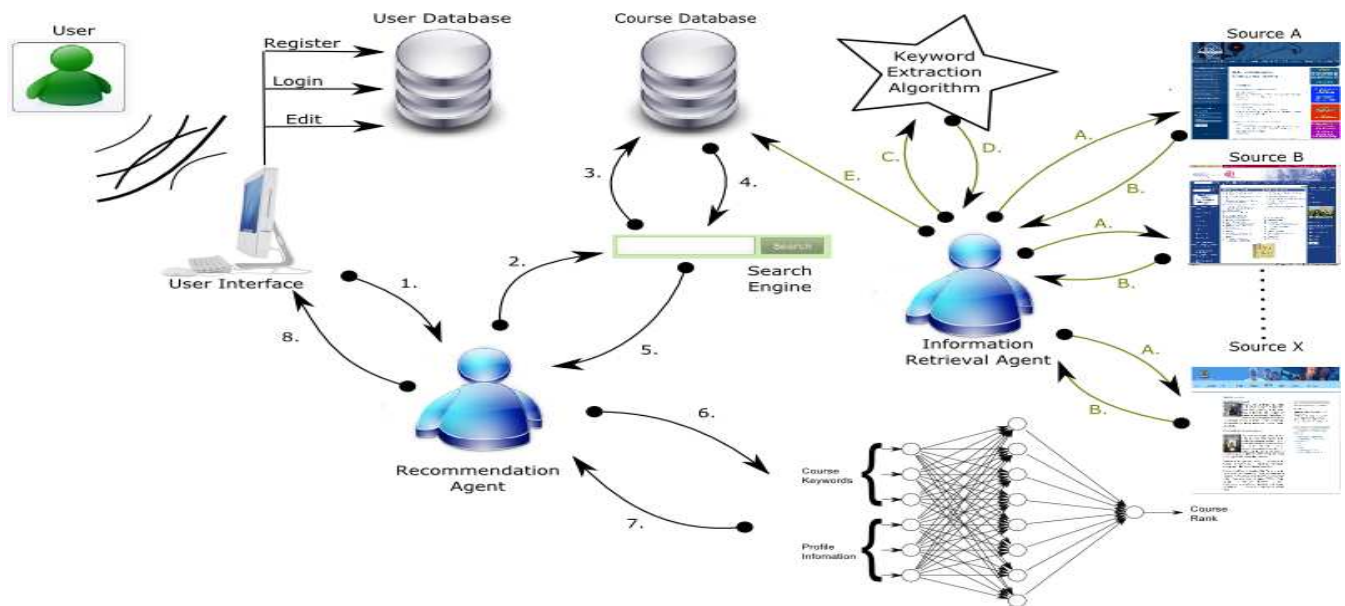 User
User Database
Course Database
Source A
Register
Login
Edit
Keyword
Extraction
Algorithm
A.
B.
C.
D.
E.
Source B
3.
4.
A.
B.
Search
Search
Engine
User Interface
1.
2.
8.
5.
Information
Retrieval Agent
Source X
A.
B.
6.
Recommendation
Agent
7.
Course
Keywords
Profile
Infomation
Course
Rank